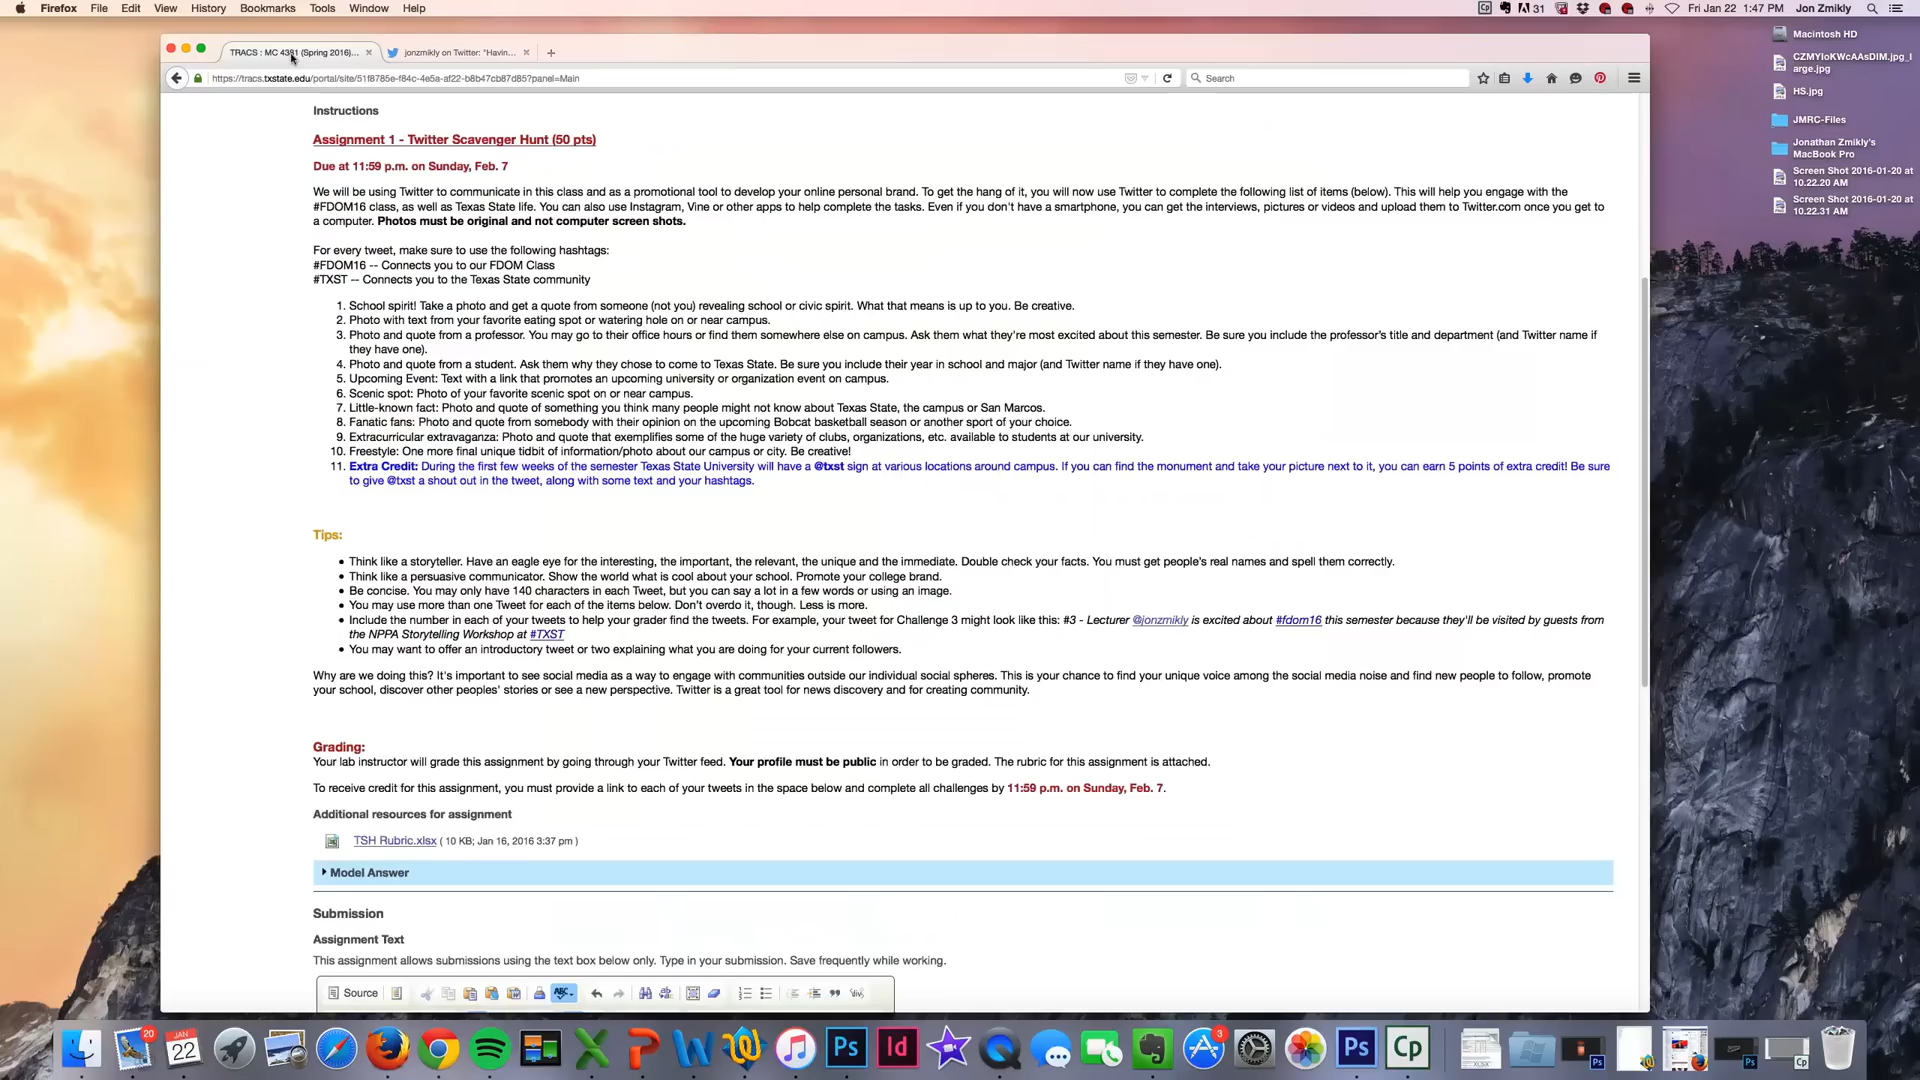 Firefox File Edit View History Bookmarks Tools Window Help
31 Fri Jan 22 1:47 PM Jon Zmikly
TRACS : MC 4381 (Spring 2016)...
jonzmikly on Twitter: "Havin...
https://tracs.txstate.edu/portal/site/51f8785e-f84c-4e5a-af22-b8b47cb87d85?panel=Main
Search
Macintosh HD
CZMYIoKWcAAsDIM.jpg_l
arge.jpg
HS.jpg
JMRC-Files
Jonathan Zmikly's
MacBook Pro
Screen Shot 2016-01-20 at
10.22.20 AM
Screen Shot 2016-01-20 at
10.22.31 AM
Instructions
Assignment 1 - Twitter Scavenger Hunt (50 pts)
Due at 11:59 p.m. on Sunday, Feb. 7
We will be using Twitter to communicate in this class and as a promotional tool to develop your online personal brand. To get the hang of it, you will now use Twitter to complete the following list of items (below). This will help you engage with the
#FDOM16 class, as well as Texas State life. You can also use Instagram, Vine or other apps to help complete the tasks. Even if you don't have a smartphone, you can get the interviews, pictures or videos and upload them to Twitter.com once you get to
a computer. Photos must be original and not computer screen shots.
For every tweet, make sure to use the following hashtags:
#FDOM16 -- Connects you to our FDOM Class
#TXST -- Connects you to the Texas State community
1. School spirit! Take a photo and get a quote from someone (not you) revealing school or civic spirit. What that means is up to you. Be creative.
2. Photo with text from your favorite eating spot or watering hole on or near campus.
3. Photo and quote from a professor. You may go to their office hours or find them somewhere else on campus. Ask them what they're most excited about this semester. Be sure you include the professor's title and department (and Twitter name if
they have one).
4. Photo and quote from a student. Ask them why they chose to come to Texas State. Be sure you include their year in school and major (and Twitter name if they have one).
5. Upcoming Event: Text with a link that promotes an upcoming university or organization event on campus.
6. Scenic spot: Photo of your favorite scenic spot on or near campus.
7. Little-known fact: Photo and quote of something you think many people might not know about Texas State, the campus or San Marcos.
8. Fanatic fans: Photo and quote from somebody with their opinion on the upcoming Bobcat basketball season or another sport of your choice.
9. Extracurricular extravaganza: Photo and quote that exemplifies some of the huge variety of clubs, organizations, etc. available to students at our university.
10. Freestyle: One more final unique tidbit of information/photo about our campus or city. Be creative!
11. Extra Credit: During the first few weeks of the semester Texas State University will have a @txst sign at various locations around campus. If you can find the monument and take your picture next to it, you can earn 5 points of extra credit! Be sure
to give @txst a shout out in the tweet, along with some text and your hashtags.
Tips:
• Think like a storyteller. Have an eagle eye for the interesting, the important, the relevant, the unique and the immediate. Double check your facts. You must get people's real names and spell them correctly.
• Think like a persuasive communicator. Show the world what is cool about your school. Promote your college brand.
• Be concise. You may only have 140 characters in each Tweet, but you can say a lot in a few words or using an image.
• You may use more than one Tweet for each of the items below. Don't overdo it, though. Less is more.
• Include the number in each of your tweets to help your grader find the tweets. For example, your tweet for Challenge 3 might look like this: #3 - Lecturer @jonzmikly is excited about #fdom16 this semester because they'll be visited by guests from
the NPPA Storytelling Workshop at #TXST
• You may want to offer an introductory tweet or two explaining what you are doing for your current followers.
Why are we doing this? It's important to see social media as a way to engage with communities outside our individual social spheres. This is your chance to find your unique voice among the social media noise and find new people to follow, promote
your school, discover other peoples' stories or see a new perspective. Twitter is a great tool for news discovery and for creating community.
Grading:
Your lab instructor will grade this assignment by going through your Twitter feed. Your profile must be public in order to be graded. The rubric for this assignment is attached.
To receive credit for this assignment, you must provide a link to each of your tweets in the space below and complete all challenges by 11:59 p.m. on Sunday, Feb. 7.
Additional resources for assignment
TSH Rubric.xlsx ( 10 KB; Jan 16, 2016 3:37 pm )
Model Answer
Submission
Assignment Text
This assignment allows submissions using the text box below only. Type in your submission. Save frequently while working.
Source
20 JAN 22 Ps Id 3 Ps Cp